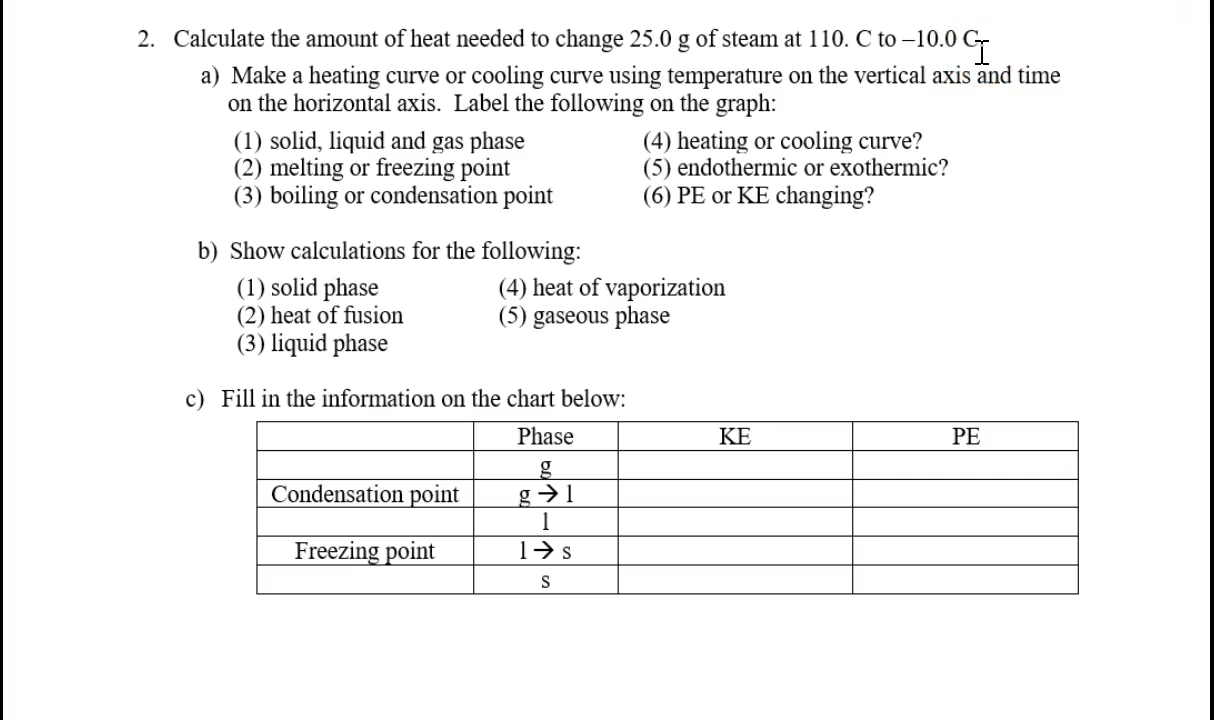 2. Calculate the amount of heat needed to change 25.0 g of steam at 110. C to –10.0 C
a) Make a heating curve or cooling curve using temperature on the vertical axis and time
on the horizontal axis. Label the following on the graph:
(1) solid, liquid and gas phase (4) heating or cooling curve?
(2) melting or freezing point (5) endothermic or exothermic?
(3) boiling or condensation point (6) PE or KE changing?
b) Show calculations for the following:
(1) solid phase (4) heat of vaporization
(2) heat of fusion (5) gaseous phase
(3) liquid phase
c) Fill in the information on the chart below:
Phase KE PE
g
Condensation point g → l
l
Freezing point l → s
s